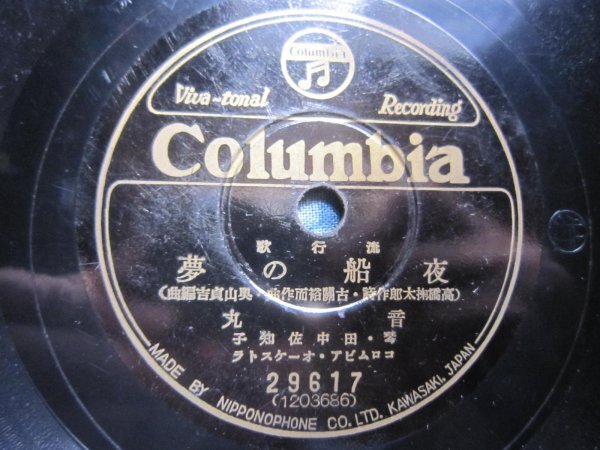 Columbia
Viva-tonal Recording
Columbia
流行歌
夜船の夢
(高橋掬太郎作詩・古關裕而作曲・奥山貞吉編曲)
音丸
琴・田中佐知子
コロムビア・オーケストラ
29617
(1203686)
MADE BY NIPPONOPHONE CO. LTD. KAWASAKI, JAPAN